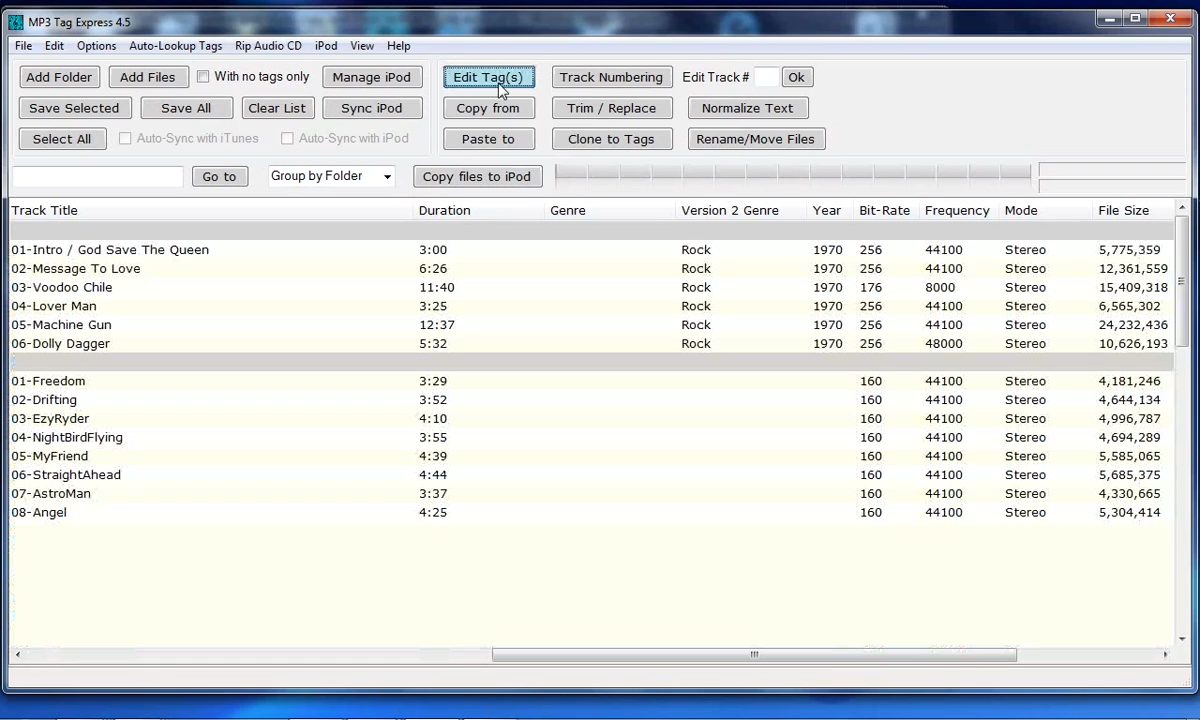 MP3 Tag Express 4.5
File Edit Options Auto-Lookup Tags Rip Audio CD iPod View Help
Add Folder Add Files With no tags only Manage iPod Edit Tag(s) Track Numbering Edit Track # Ok
Save Selected Save All Clear List Sync iPod Copy from Trim / Replace Normalize Text
Select All Auto-Sync with iTunes Auto-Sync with iPod Paste to Clone to Tags Rename/Move Files
Go to Group by Folder Copy files to iPod
Track Title Duration Genre Version 2 Genre Year Bit-Rate Frequency Mode File Size
01-Intro / God Save The Queen 3:00 Rock 1970 256 44100 Stereo 5,775,359
02-Message To Love 6:26 Rock 1970 256 44100 Stereo 12,361,559
03-Voodoo Chile 11:40 Rock 1970 176 8000 Stereo 15,409,318
04-Lover Man 3:25 Rock 1970 256 44100 Stereo 6,565,302
05-Machine Gun 12:37 Rock 1970 256 44100 Stereo 24,232,436
06-Dolly Dagger 5:32 Rock 1970 256 48000 Stereo 10,626,193
01-Freedom 3:29 160 44100 Stereo 4,181,246
02-Drifting 3:52 160 44100 Stereo 4,644,134
03-EzyRyder 4:10 160 44100 Stereo 4,996,787
04-NightBirdFlying 3:55 160 44100 Stereo 4,694,289
05-MyFriend 4:39 160 44100 Stereo 5,585,065
06-StraightAhead 4:44 160 44100 Stereo 5,685,375
07-AstroMan 3:37 160 44100 Stereo 4,330,665
08-Angel 4:25 160 44100 Stereo 5,304,414